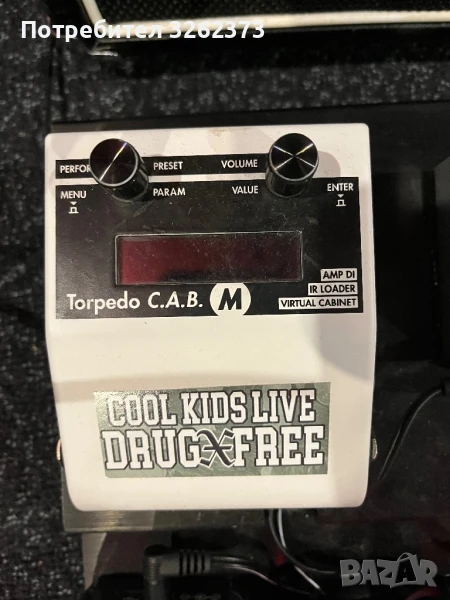 Потребител 3262373
PERFOR PRESET VOLUME
MENU PARAM VALUE ENTER
AMP DI
IR LOADER
VIRTUAL CABINET
Torpedo C.A.B. M
COOL KIDS LIVE
DRUG X FREE
BAZAR